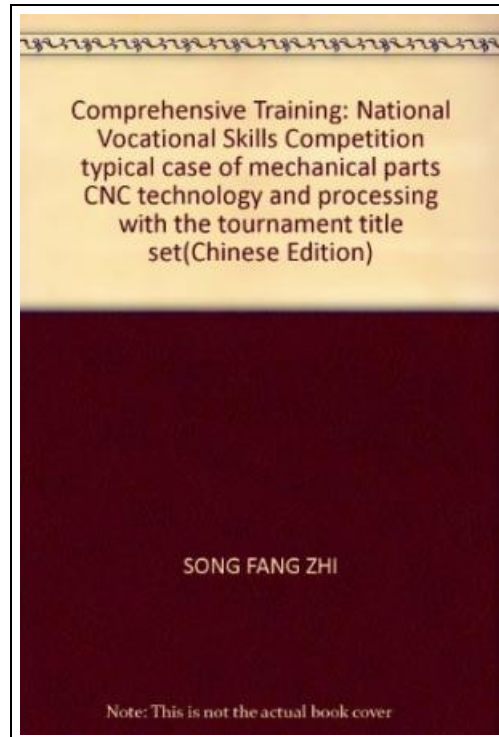 Comprehensive Training: National
Vocational Skills Competition
typical case of mechanical parts
CNC technology and processing
with the tournament title
set(Chinese Edition)
SONG FANG ZHI
Note: This is not the actual book cover